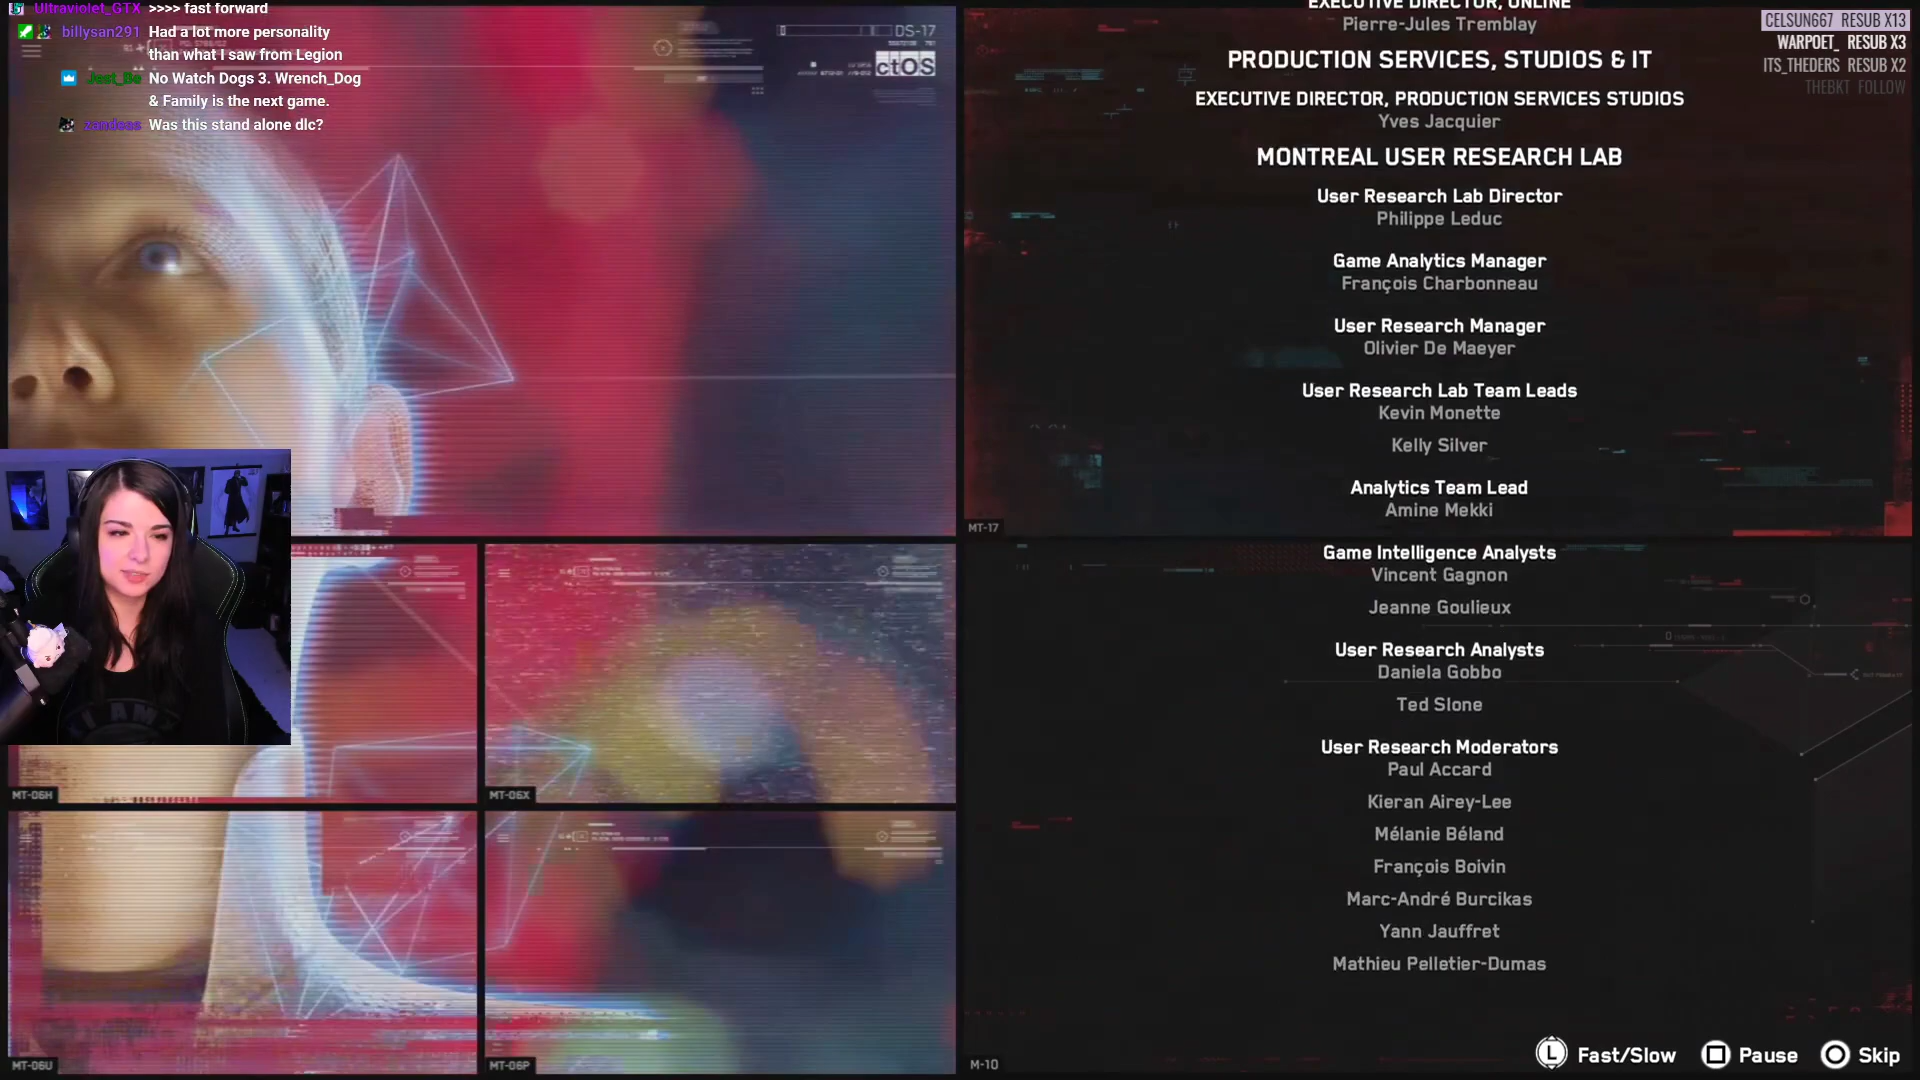 Ultraviolet_GTX >>>> fast forward
billysan291 Had a lot more personality
than what I saw from Legion
Jest_Be No Watch Dogs 3. Wrench_Dog
& Family is the next game.
zandeas Was this stand alone dlc?
DS-17
ctOS
EXECUTIVE DIRECTOR, ONLINE
Pierre-Jules Tremblay
PRODUCTION SERVICES, STUDIOS & IT
EXECUTIVE DIRECTOR, PRODUCTION SERVICES STUDIOS
Yves Jacquier
MONTREAL USER RESEARCH LAB
User Research Lab Director
Philippe Leduc
Game Analytics Manager
François Charbonneau
User Research Manager
Olivier De Maeyer
User Research Lab Team Leads
Kevin Monette
Kelly Silver
Analytics Team Lead
Amine Mekki
Game Intelligence Analysts
Vincent Gagnon
Jeanne Goulieux
User Research Analysts
Daniela Gobbo
Ted Slone
User Research Moderators
Paul Accard
Kieran Airey-Lee
Mélanie Béland
François Boivin
Marc-André Burcikas
Yann Jauffret
Mathieu Pelletier-Dumas
CELSUN667 RESUB X13
WARPOET_ RESUB X3
ITS_THEDERS RESUB X2
THEBKT FOLLOW
MT-17
MT-06H
MT-06X
MT-06U
MT-06P
M-10
L Fast/Slow
Pause
Skip